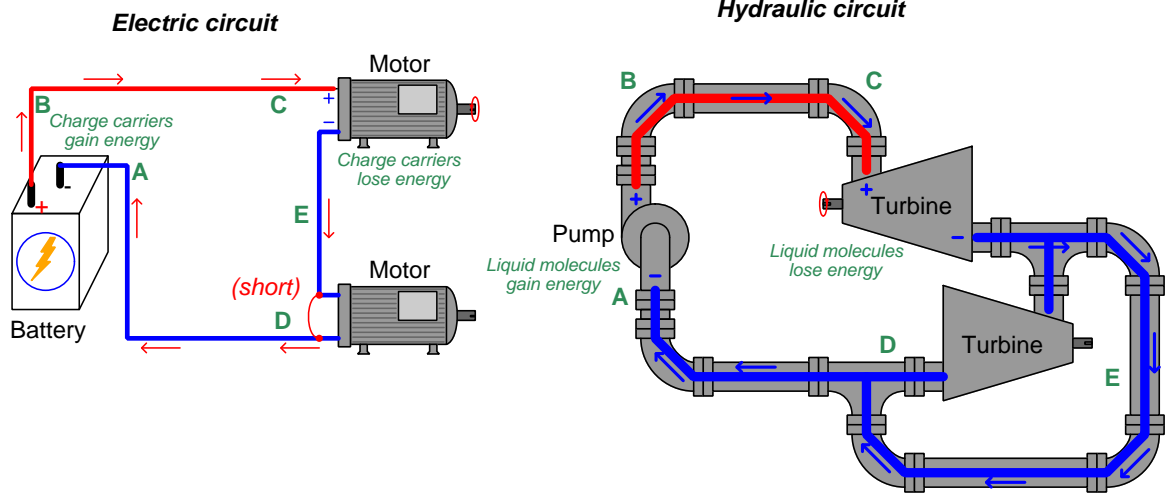 Electric circuit
Hydraulic circuit
Motor
B
C
+
-
Charge carriers
gain energy
Charge carriers
lose energy
A
-
+
E
(short)
D
Motor
Battery
B
C
+
Turbine
+
Pump
-
Liquid molecules
gain energy
Liquid molecules
lose energy
-
A
D
Turbine
E